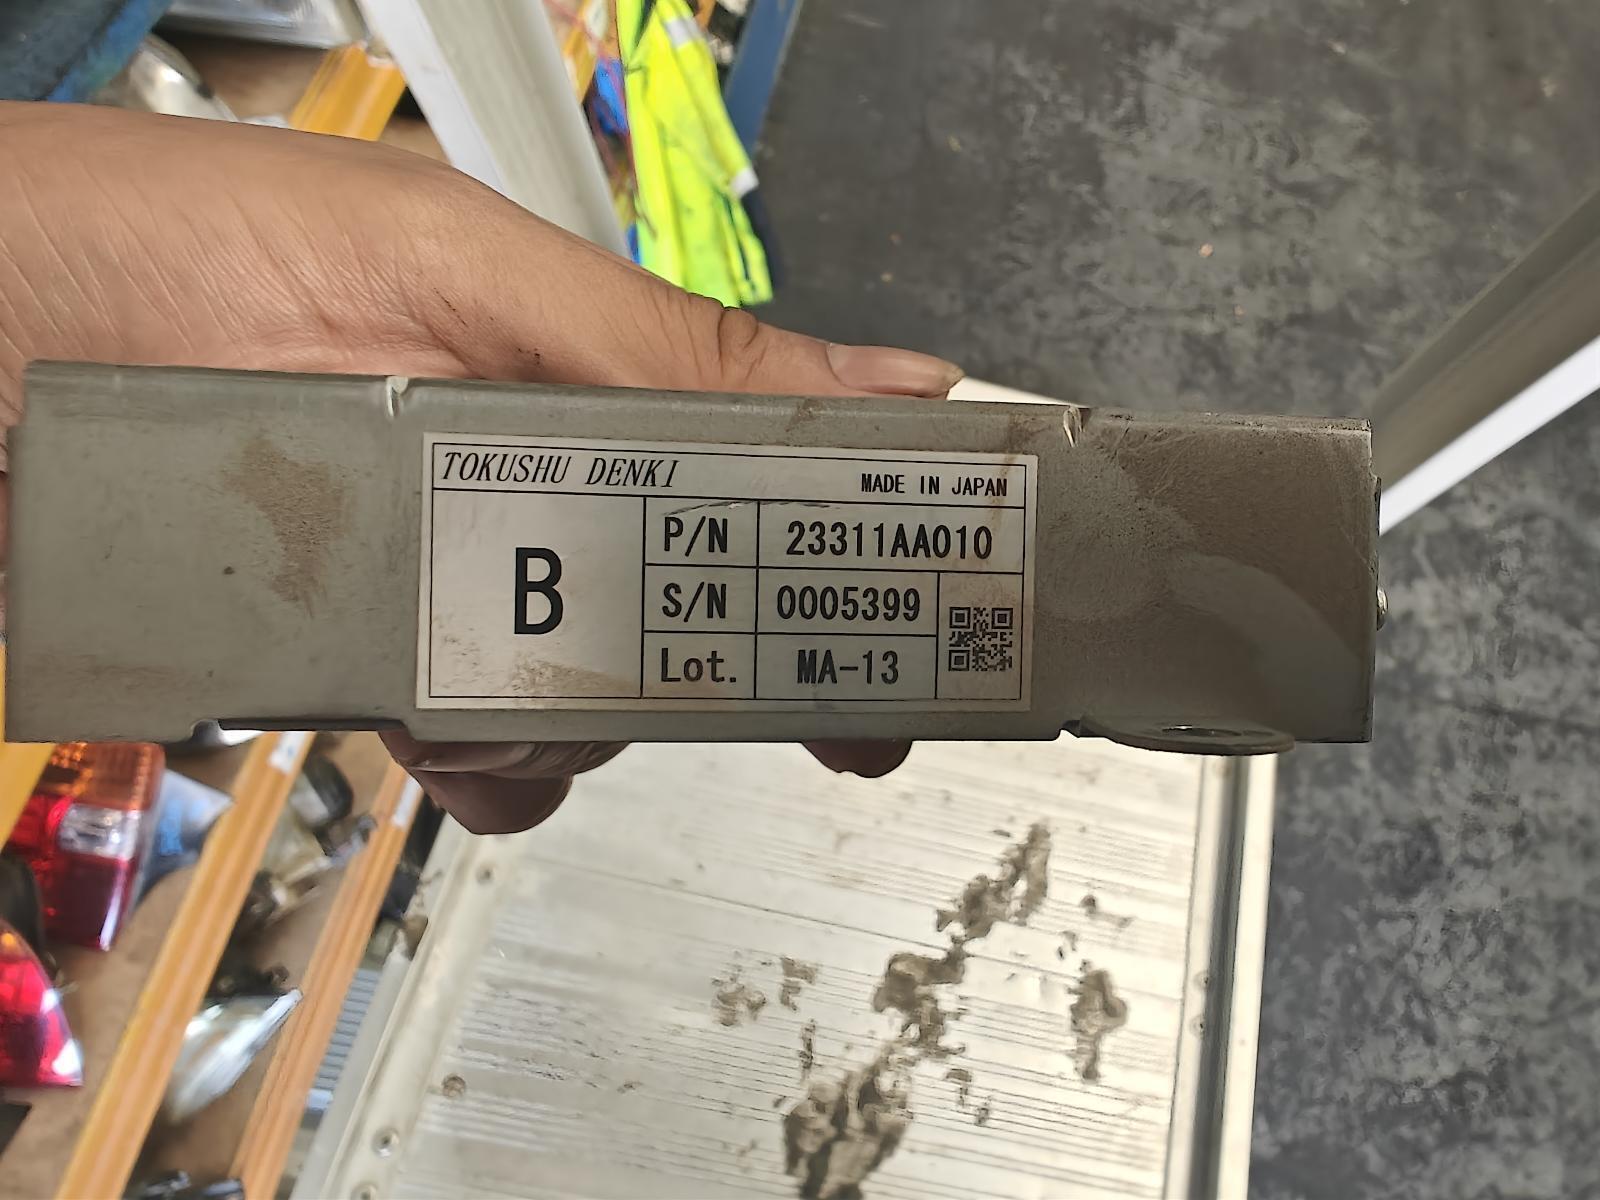 TOKUSHU DENKI
MADE IN JAPAN
B
P/N 23311AA010
S/N 0005399
Lot. MA-13